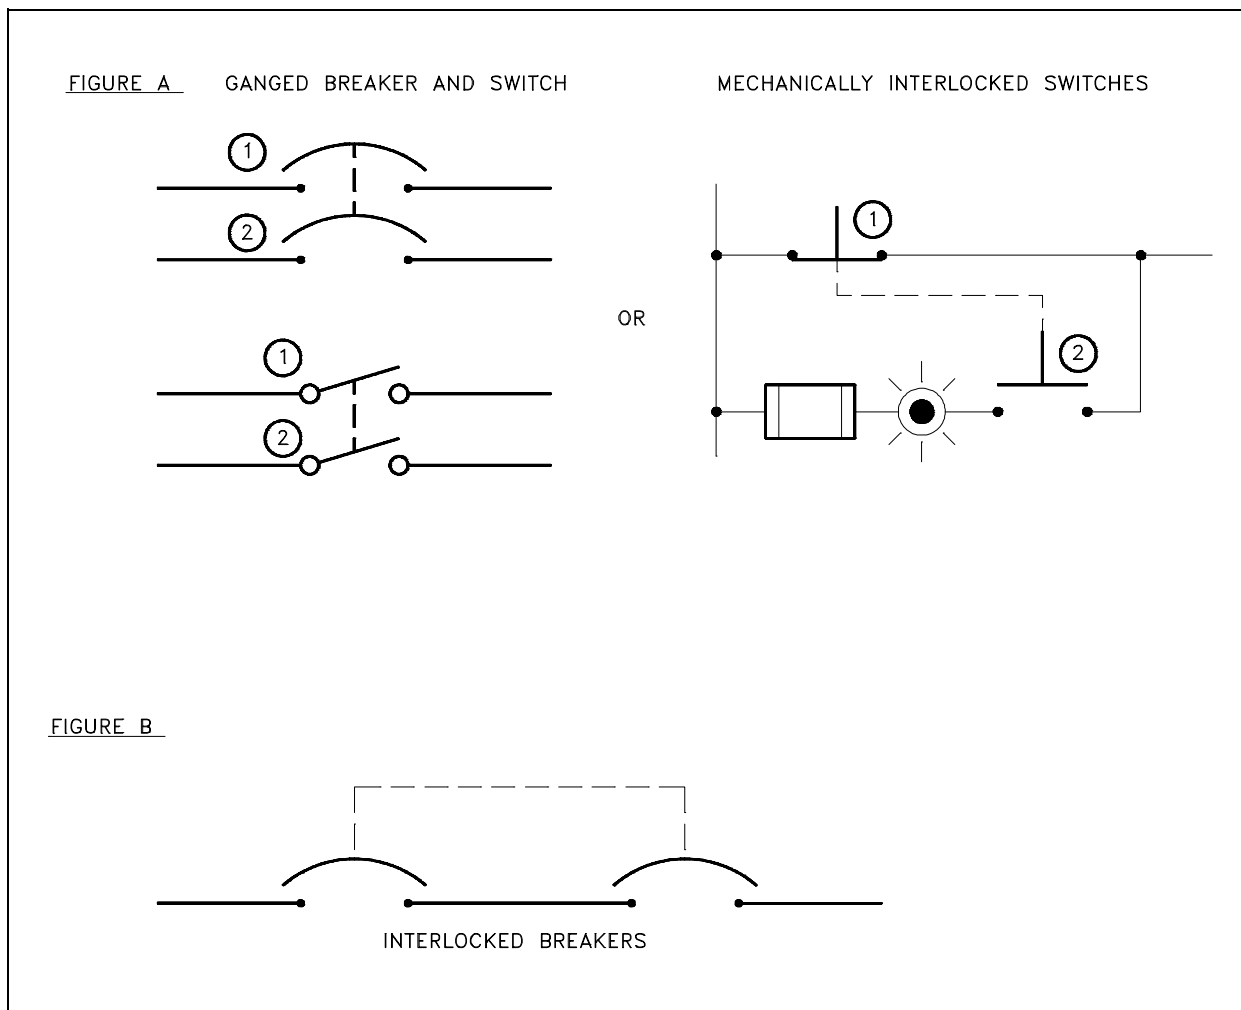 FIGURE A GANGED BREAKER AND SWITCH
MECHANICALLY INTERLOCKED SWITCHES
1
2
1
2
OR
1
2
FIGURE B
INTERLOCKED BREAKERS